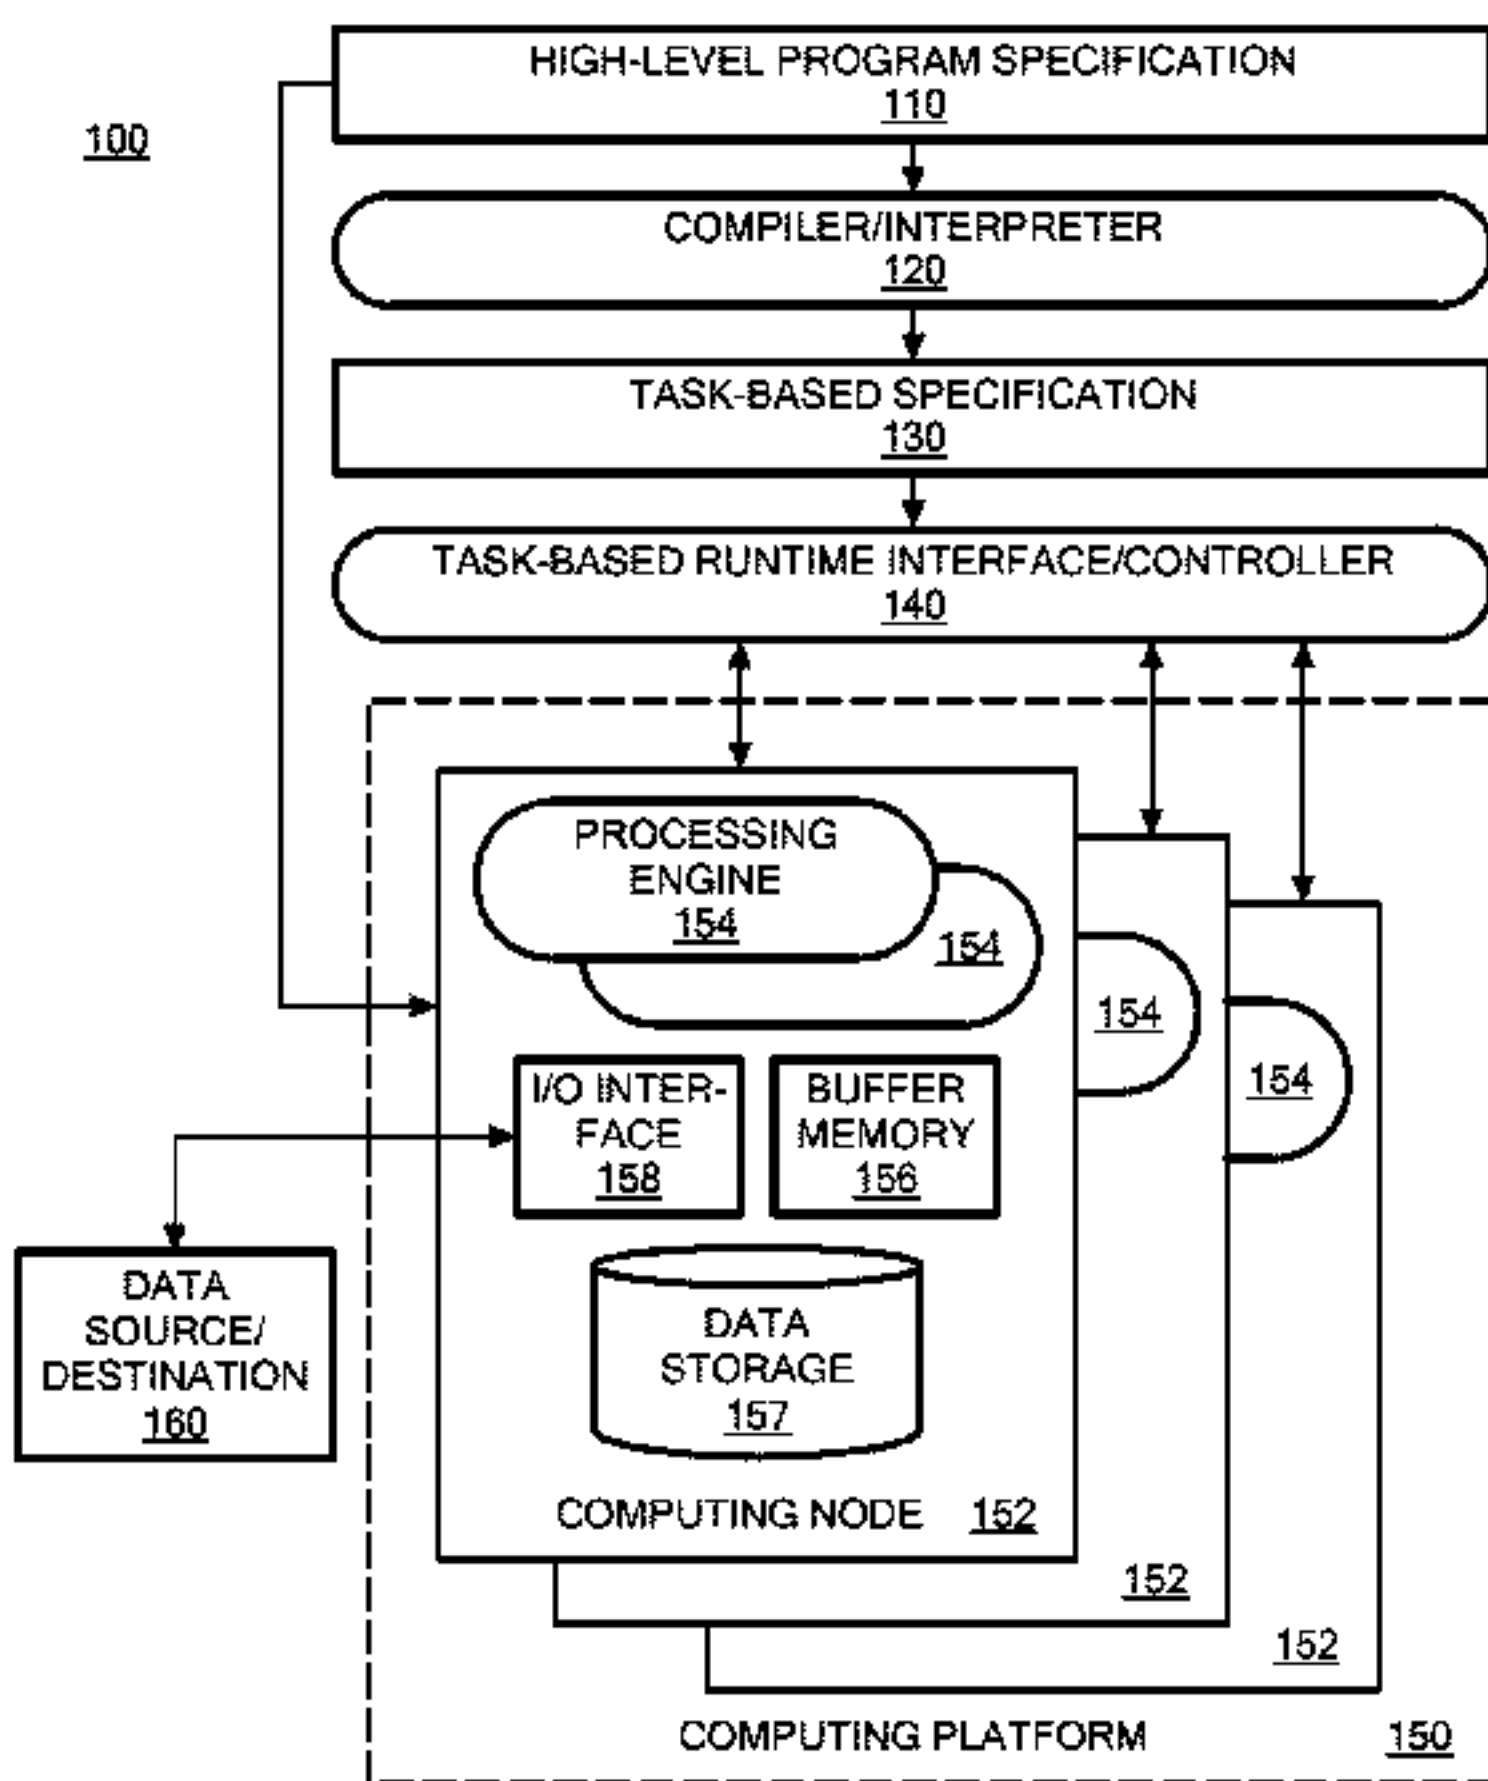 HIGH-LEVEL PROGRAM SPECIFICATION
110
100
COMPILER/INTERPRETER
120
TASK-BASED SPECIFICATION
130
TASK-BASED RUNTIME INTERFACE/CONTROLLER
140
PROCESSING
ENGINE
154
154
154
154
I/O INTER-
FACE
158
BUFFER
MEMORY
156
DATA
SOURCE/
DESTINATION
160
DATA
STORAGE
157
COMPUTING NODE 152
152
152
COMPUTING PLATFORM 150